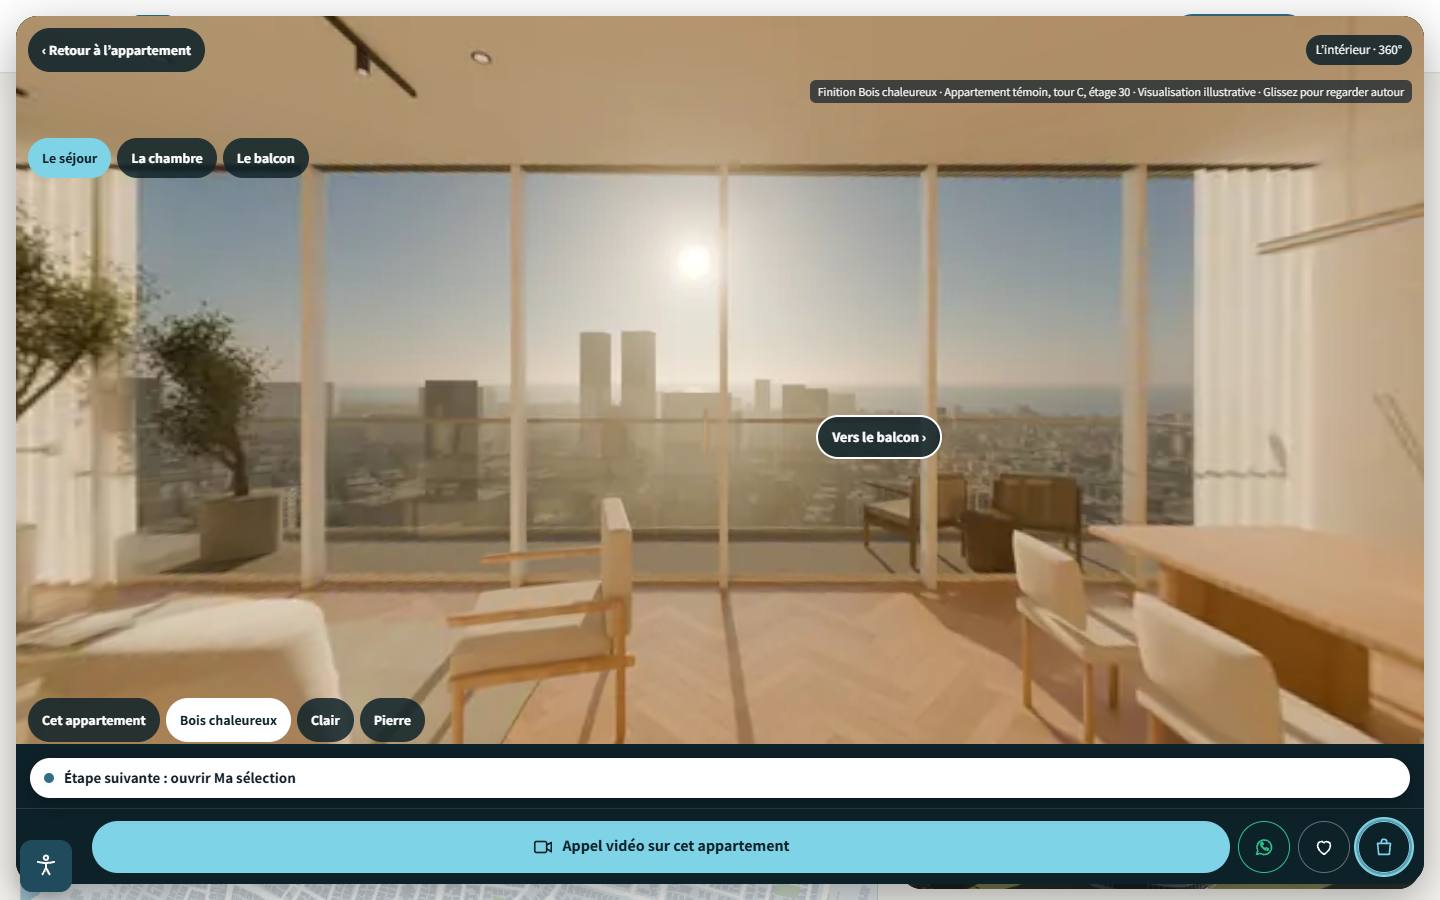 ‹ Retour à l’appartement
L’intérieur · 360°
Finition Bois chaleureux · Appartement témoin, tour C, étage 30 · Visualisation illustrative · Glissez pour regarder autour
Le séjour
La chambre
Le balcon
Vers le balcon ›
Cet appartement
Bois chaleureux
Clair
Pierre
Étape suivante : ouvrir Ma sélection
Appel vidéo sur cet appartement